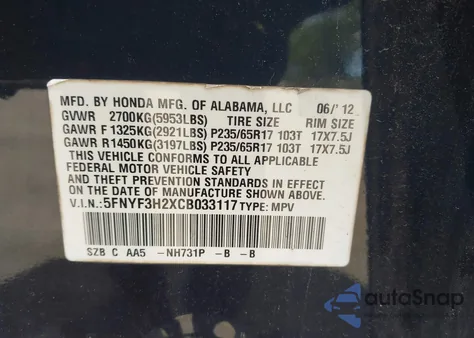 MFD. BY HONDA MFG. OF ALABAMA, LLC 06/'12
GVWR 2700KG(5953LBS) TIRE SIZE RIM SIZE
GAWR F 1325KG(2921LBS) P235/65R17 103T 17X7.5J
GAWR R1450KG(3197LBS) P235/65R17 103T 17X7.5J
THIS VEHICLE CONFORMS TO ALL APPLICABLE
FEDERAL MOTOR VEHICLE SAFETY
AND THEFT PREVENTION STANDARDS IN EFFECT
ON THE DATE OF MANUFACTURE SHOWN ABOVE.
V.I.N.: 5FNYF3H2XCB033117 TYPE: MPV
SZB C AA5 -NH731P -B -B
autoSnap